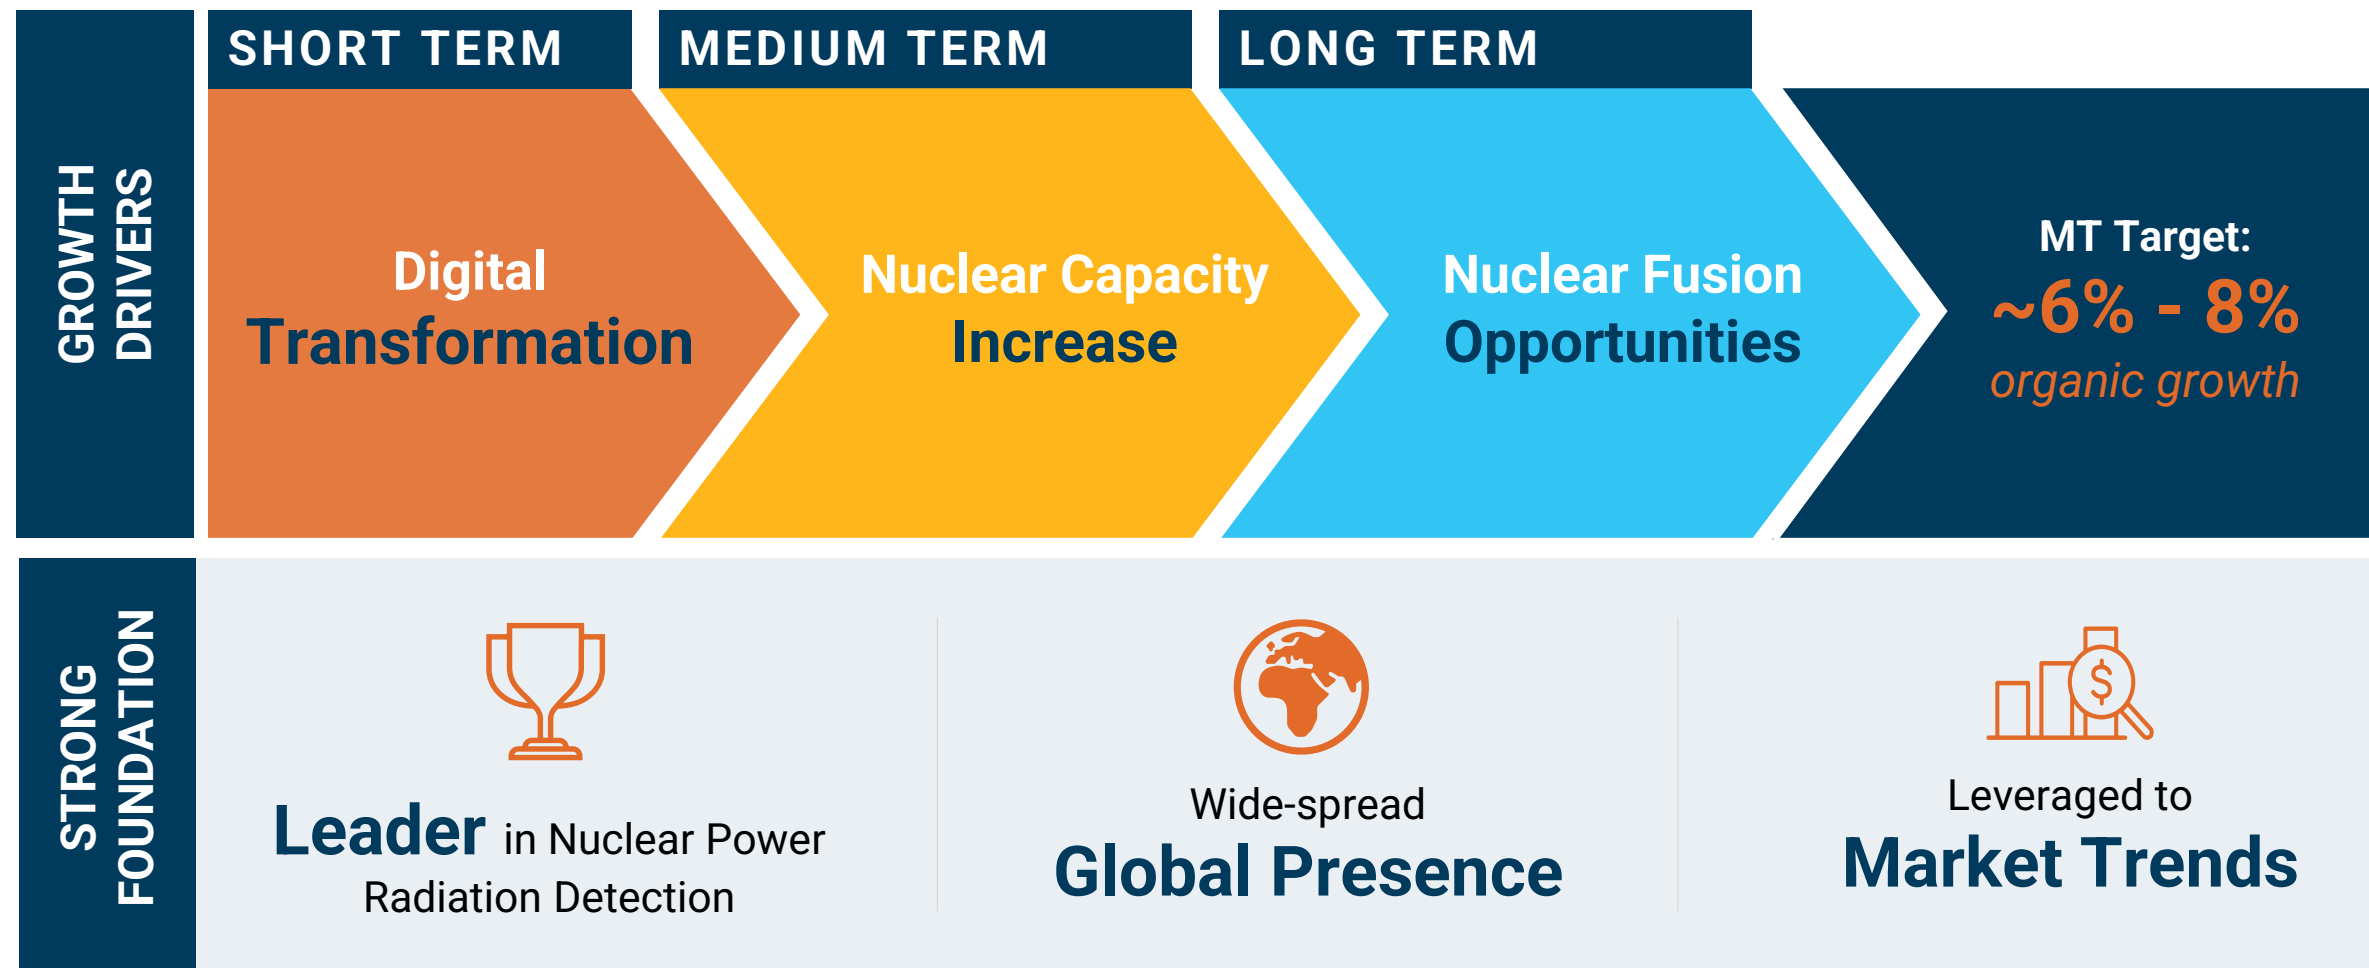 GROWTH
DRIVERS
SHORT TERM
Digital
Transformation
MEDIUM TERM
Nuclear Capacity
Increase
LONG TERM
Nuclear Fusion
Opportunities
MT Target:
~6% - 8%
organic growth
STRONG
FOUNDATION
Leader in Nuclear Power
Radiation Detection
Wide-spread
Global Presence
$
Leveraged to
Market Trends